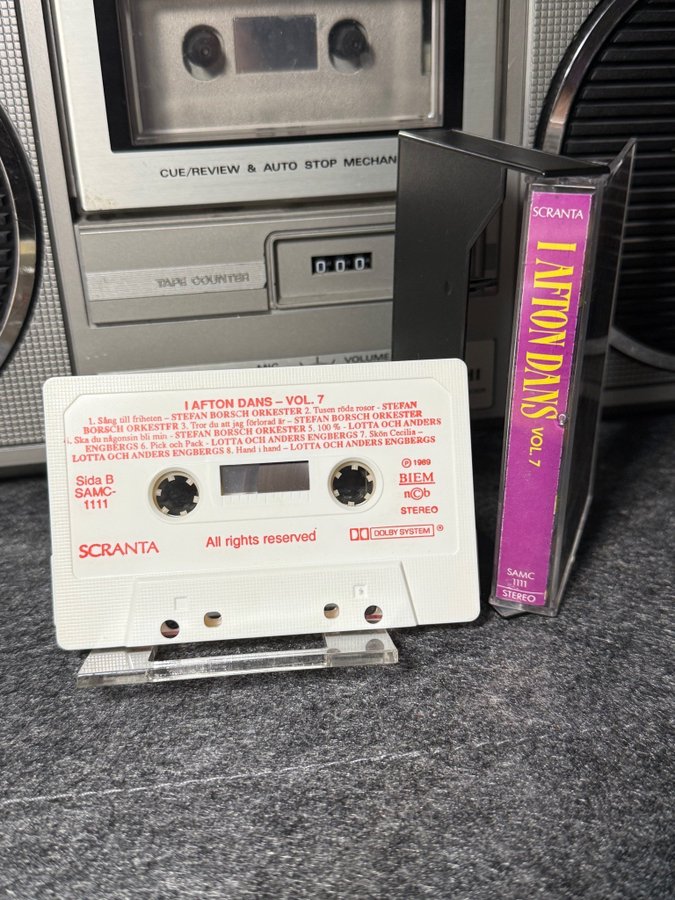 CUE/REVIEW & AUTO STOP MECHAN
TAPE COUNTER
000
VOLUME
SCRANTA
I AFTON DANS VOL. 7
SAMC
1111
STEREO
I AFTON DANS – VOL. 7
1. Sång till friheten – STEFAN BORSCH ORKESTER 2. Tusen röda rosor – STEFAN
BORSCH ORKESTER 3. Tror du att jag förlorad är – STEFAN BORSCH ORKESTER
4. Ska du någonsin bli min - STEFAN BORSCH ORKESTER 5. 100 % - LOTTA OCH ANDERS
ENGBERGS 6. Pick och Pack - LOTTA OCH ANDERS ENGBERGS 7. Skön Cecilia –
LOTTA OCH ANDERS ENGBERGS 8. Hand i hand – LOTTA OCH ANDERS ENGBERGS
Sida B
SAMC-
1111
Ⓟ 1989
BIEM
n©b
STEREO
SCRANTA
All rights reserved
DOLBY SYSTEM ®